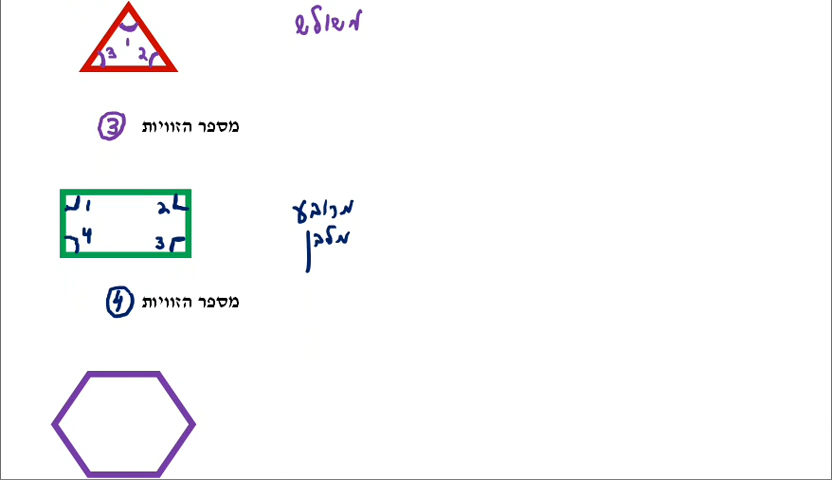 משולש
1
3 2
מספר הזוויות 3
1 2
4 3
מרובע
מלבן
מספר הזוויות 4